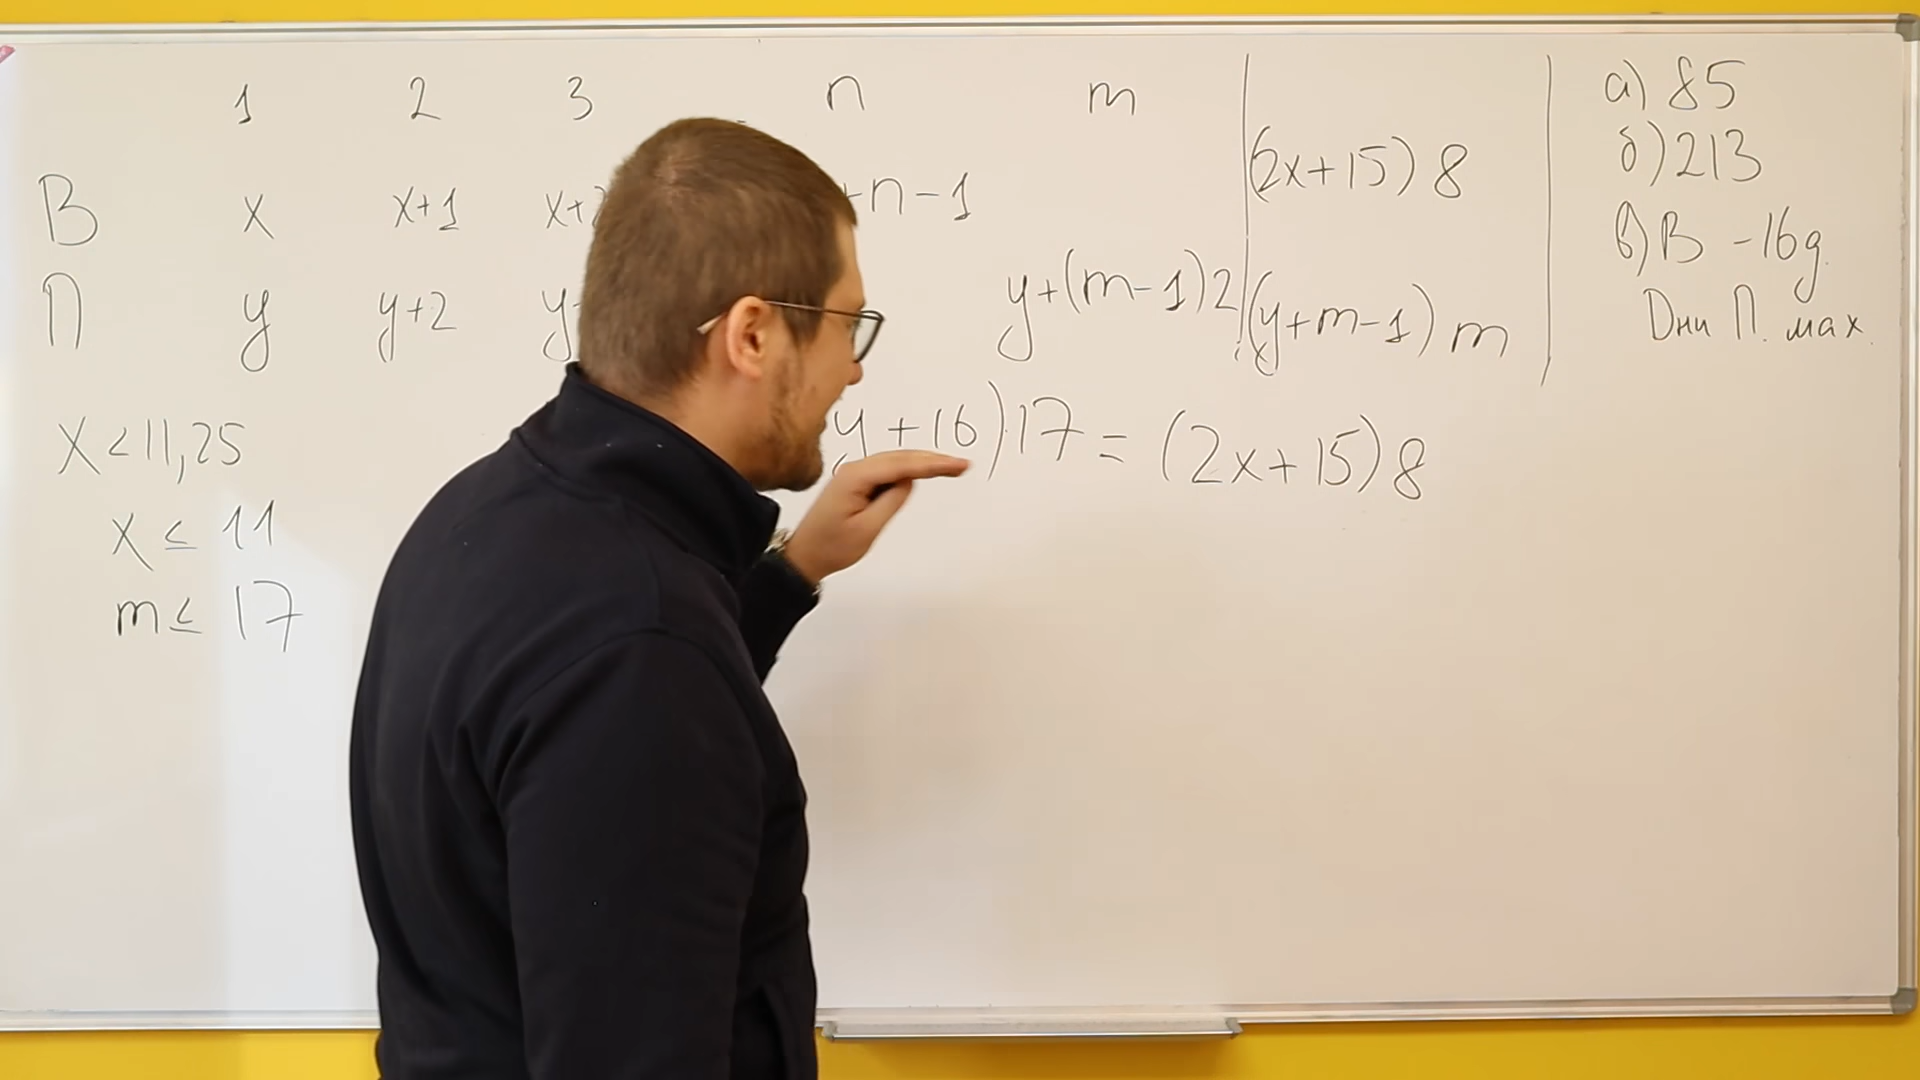 1 2 3 n m
В x x+1 x+2 +n-1 (2x+15)8
П y y+2 y+ y+(m-1)2 (y+m-1)m
x<11,25
x ≤ 11
m ≤ 17
y+16)17 = (2x+15)8
а) 85
б) 213
в) В -16д.
Дни П. мах.